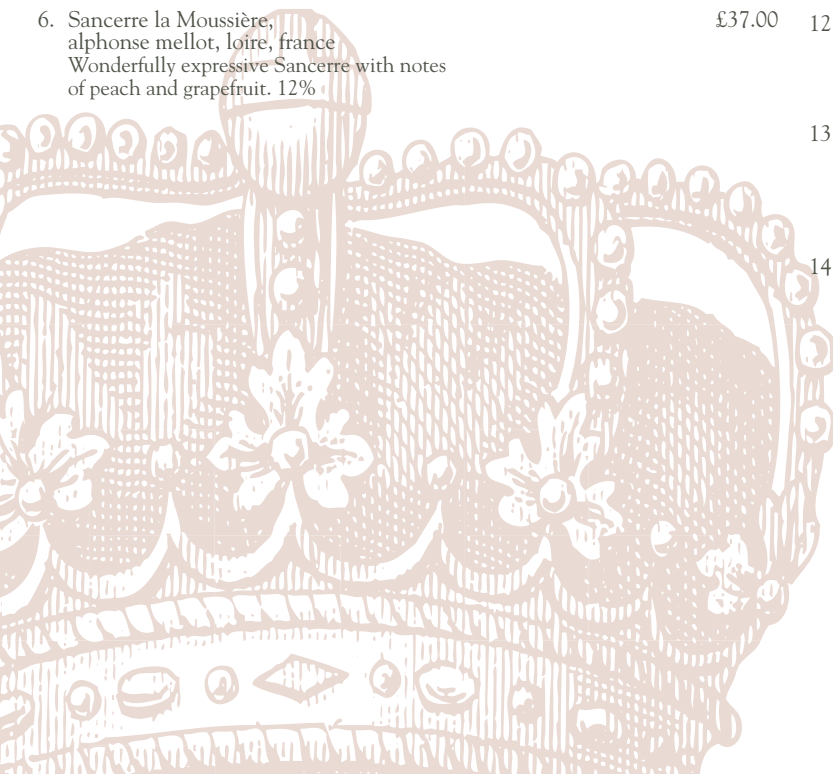 6. Sancerre la Moussière, £37.00
alphonse mellot, loire, france
Wonderfully expressive Sancerre with notes
of peach and grapefruit. 12%
12
13
14